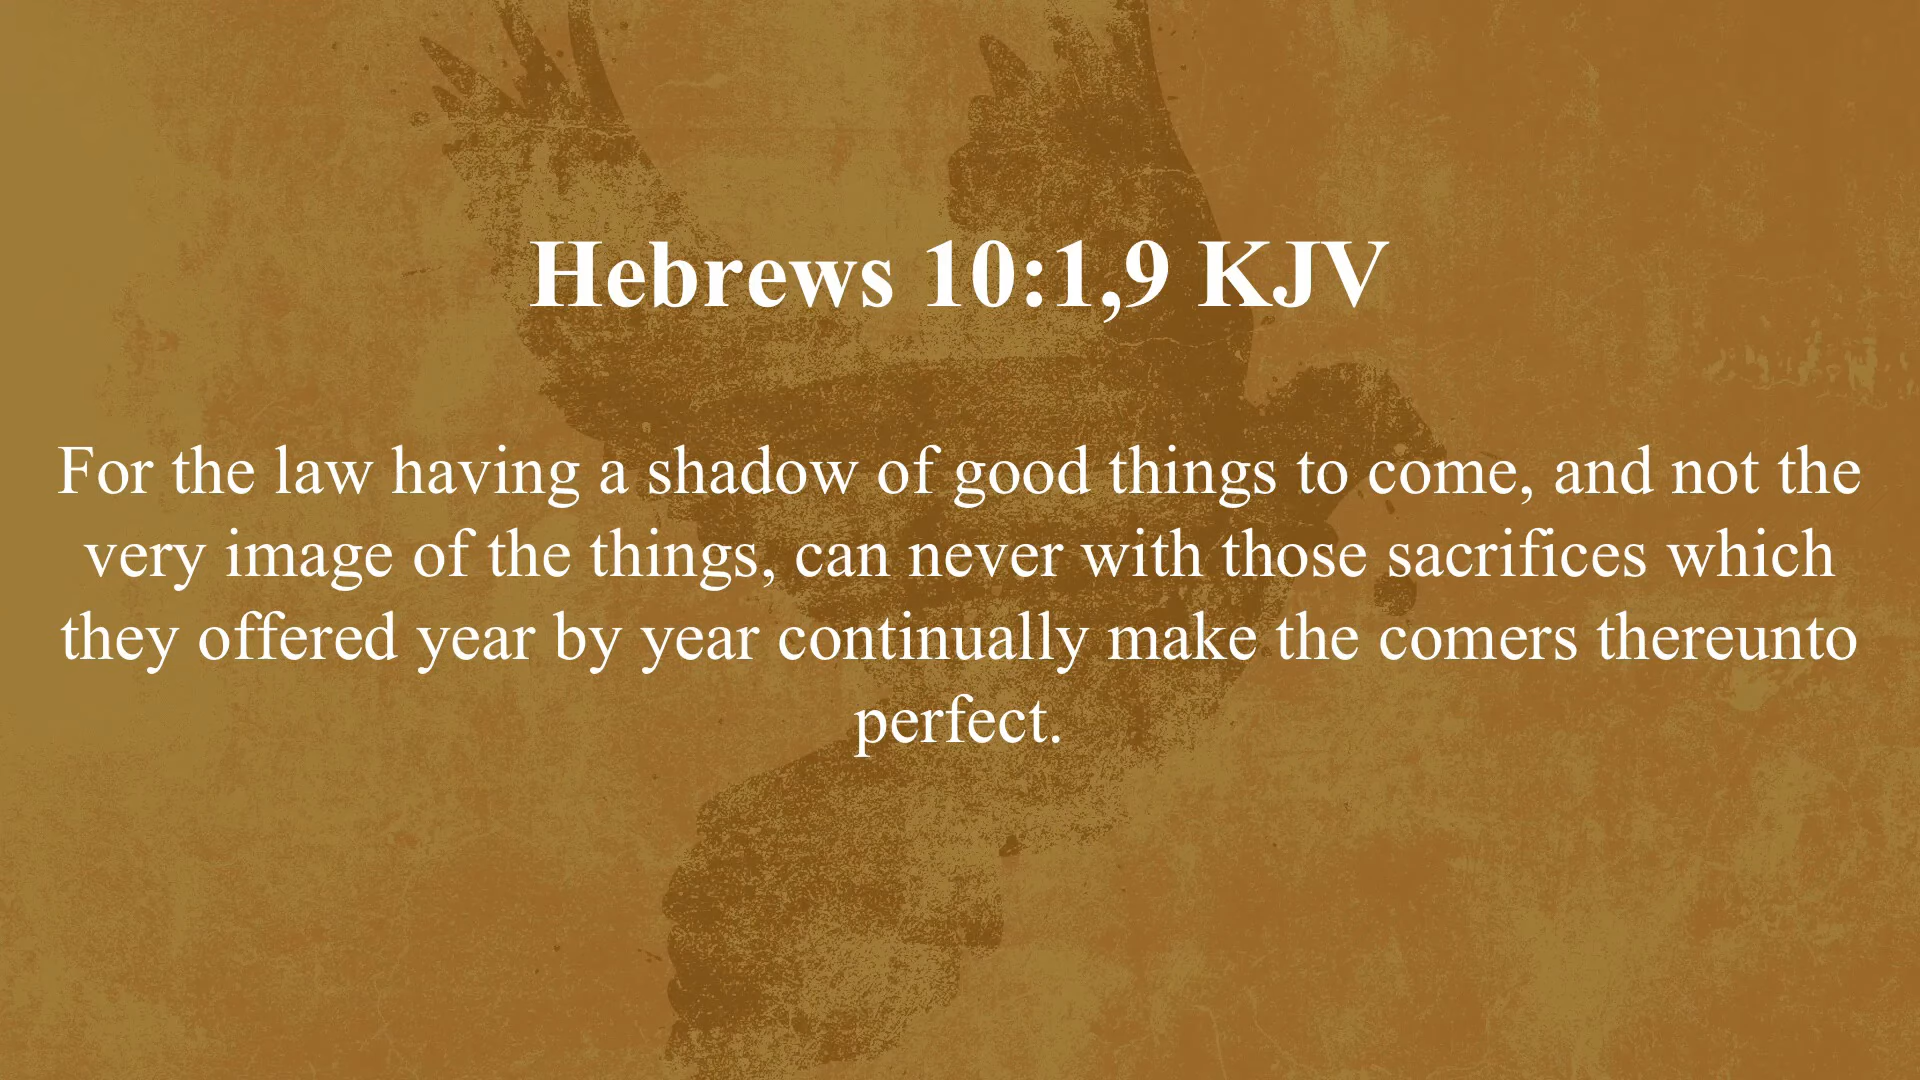 Hebrews 10:1,9 KJV
For the law having a shadow of good things to come, and not the
very image of the things, can never with those sacrifices which
they offered year by year continually make the comers thereunto
perfect.